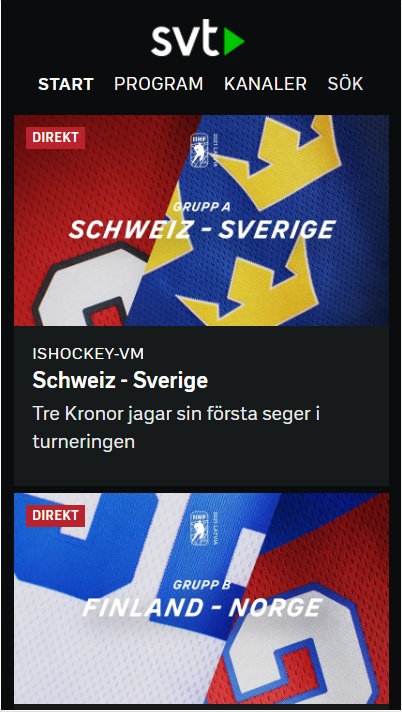 svt
START PROGRAM KANALER SÖK
DIREKT
IIHF
2021 LATVIA
GRUPP A
SCHWEIZ - SVERIGE
ISHOCKEY-VM
Schweiz - Sverige
Tre Kronor jagar sin första seger i
turneringen
DIREKT
IIHF
2021 LATVIA
GRUPP B
FINLAND - NORGE